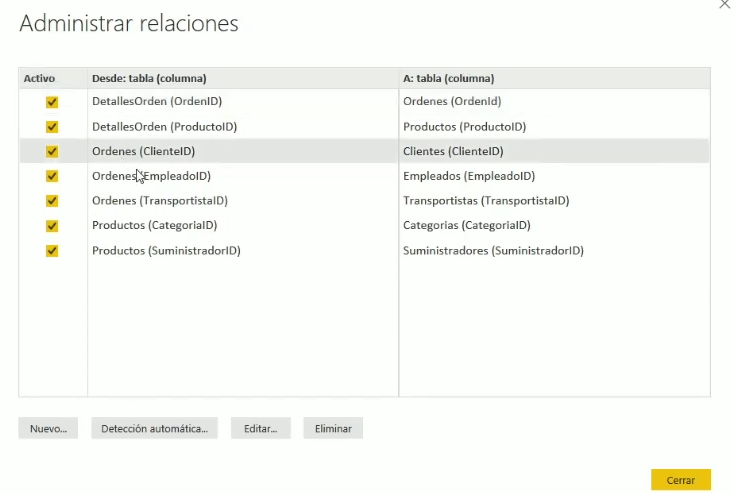 Administrar relaciones
Activo Desde: tabla (columna) A: tabla (columna)
DetallesOrden (OrdenID) Ordenes (OrdenId)
DetallesOrden (ProductoID) Productos (ProductoID)
Ordenes (ClienteID) Clientes (ClienteID)
Ordenes (EmpleadoID) Empleados (EmpleadoID)
Ordenes (TransportistaID) Transportistas (TransportistaID)
Productos (CategoriaID) Categorias (CategoriaID)
Productos (SuministradorID) Suministradores (SuministradorID)
Nuevo... Detección automática... Editar... Eliminar
Cerrar